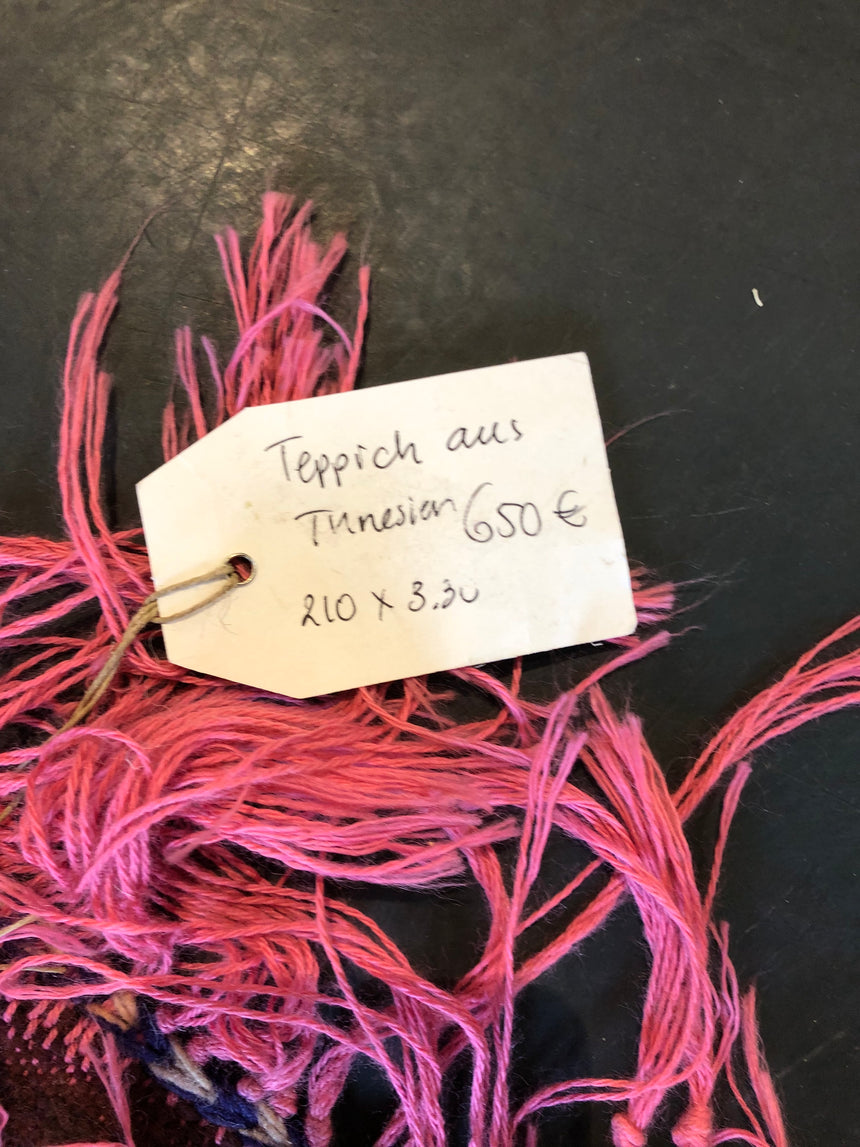 Teppich aus
Tunesien 650 €
210 x 3.30